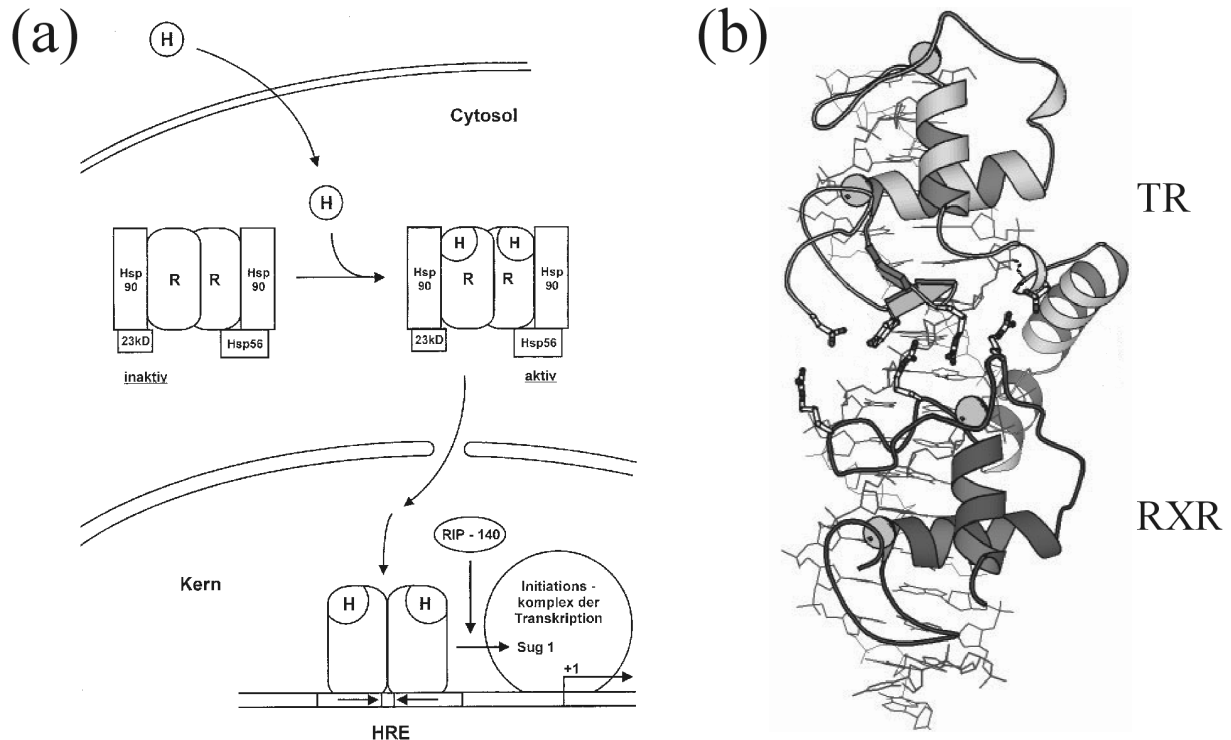 (a)
H
Cytosol
H
Hsp
90
R
R
Hsp
90
23kD
Hsp56
inaktiv
H
H
Hsp
90
R
R
Hsp
90
23kD
Hsp56
aktiv
RIP - 140
Kern
H
H
Initiations -
komplex der
Transkription
Sug 1
+1
HRE
(b)
TR
RXR